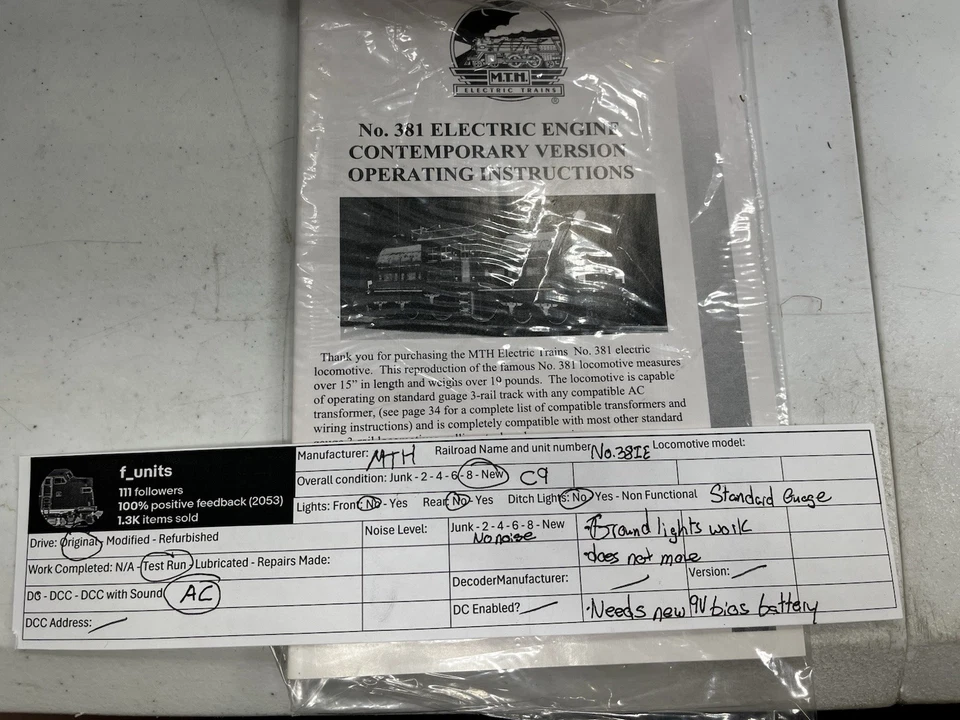 M.T.H.
ELECTRIC TRAINS
®
No. 381 ELECTRIC ENGINE
CONTEMPORARY VERSION
OPERATING INSTRUCTIONS
Thank you for purchasing the MTH Electric Trains No. 381 electric
locomotive. This reproduction of the famous No. 381 locomotive measures
over 15” in length and weighs over 19 pounds. The locomotive is capable
of operating on standard guage 3-rail track with any compatible AC
transformer, (see page 34 for a complete list of compatible transformers and
wiring instructions) and is completely compatible with most other standard
f_units
111 followers
100% positive feedback (2053)
1.3K items sold
Manufacturer: MTH Railroad Name and unit number No.381E Locomotive model:
Overall condition: Junk - 2 - 4 - 6 - 8 - New C9
Lights: Front: No - Yes Rear: No - Yes Ditch Lights: No - Yes - Non Functional Standard Guage
Drive: Original - Modified - Refurbished
Noise Level: Junk - 2 - 4 - 6 - 8 - New
No noise
·Ground lights work
·does not move
Work Completed: N/A - Test Run - Lubricated - Repairs Made:
DC - DCC - DCC with Sound AC
DecoderManufacturer: Version:
DCC Address:
DC Enabled?
·Needs new 9V bias battery